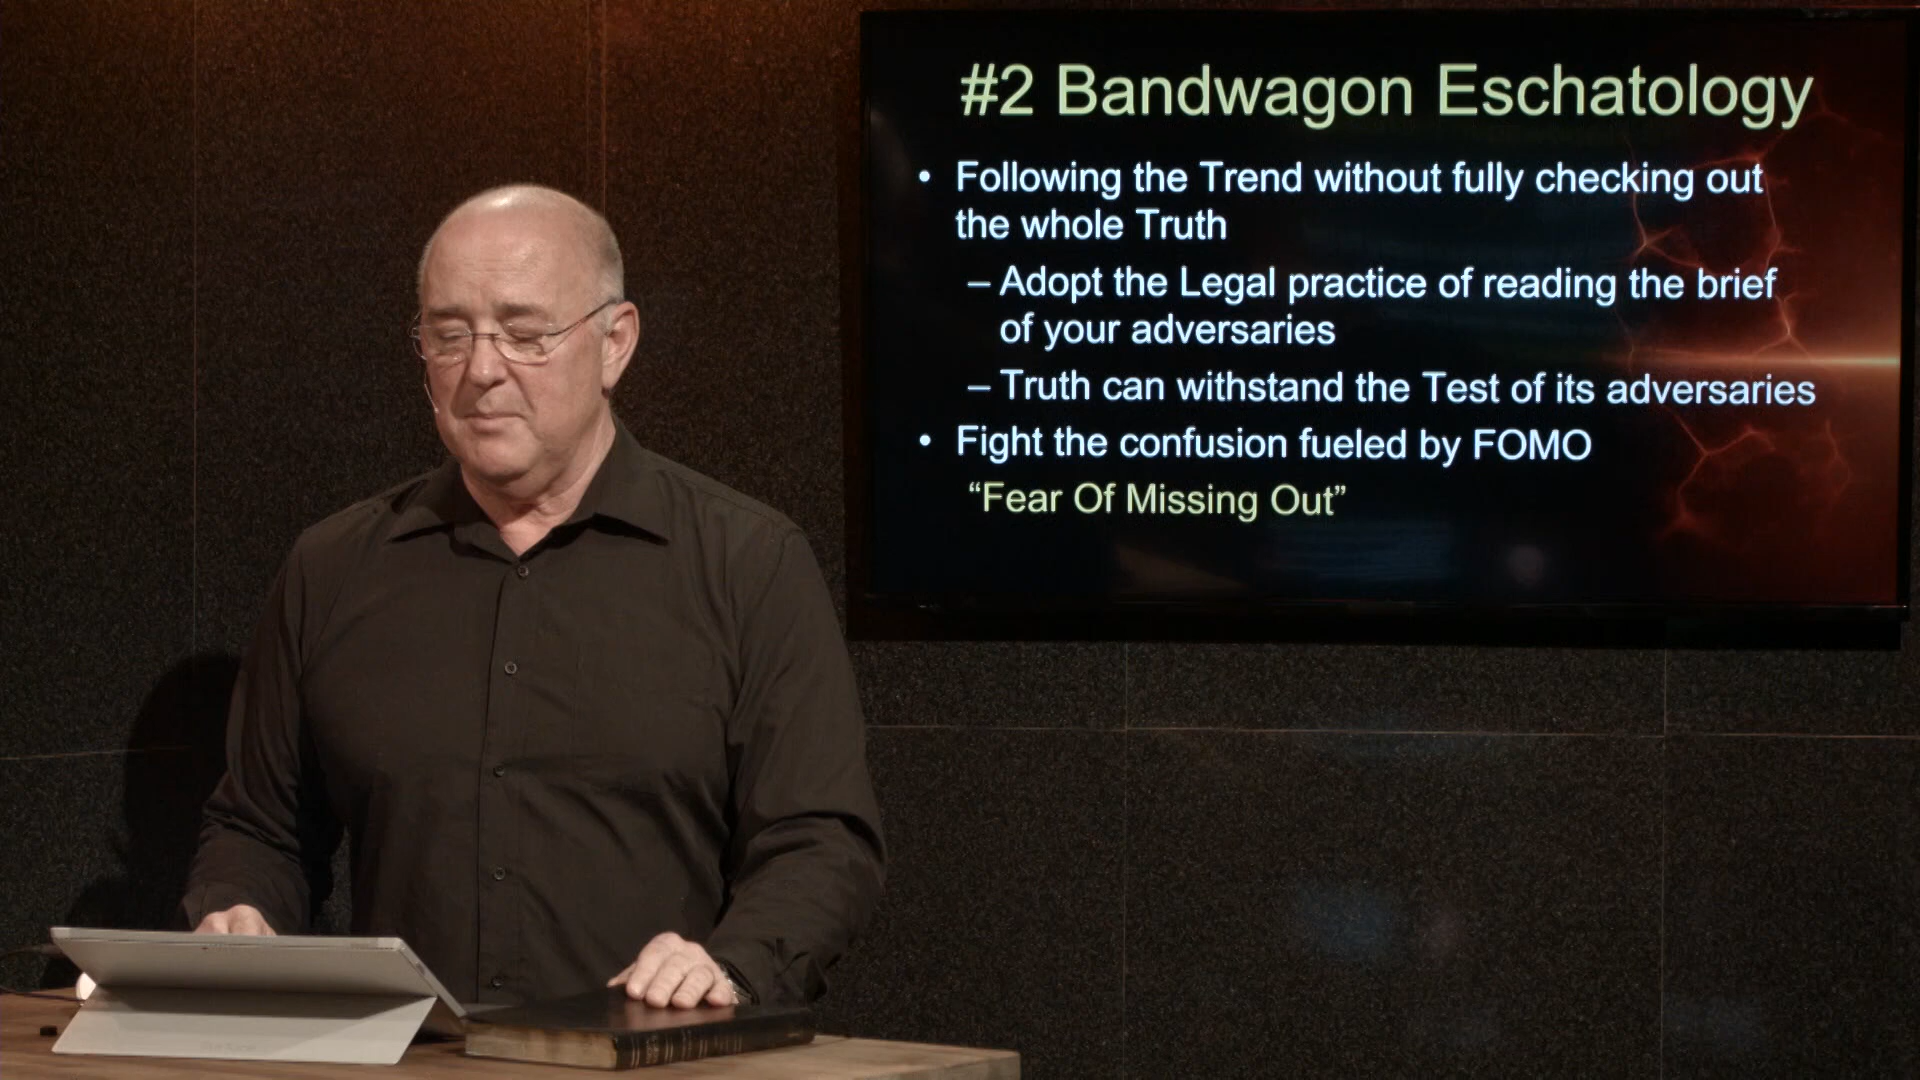 #2 Bandwagon Eschatology
• Following the Trend without fully checking out
the whole Truth
– Adopt the Legal practice of reading the brief
of your adversaries
– Truth can withstand the Test of its adversaries
• Fight the confusion fueled by FOMO
“Fear Of Missing Out”